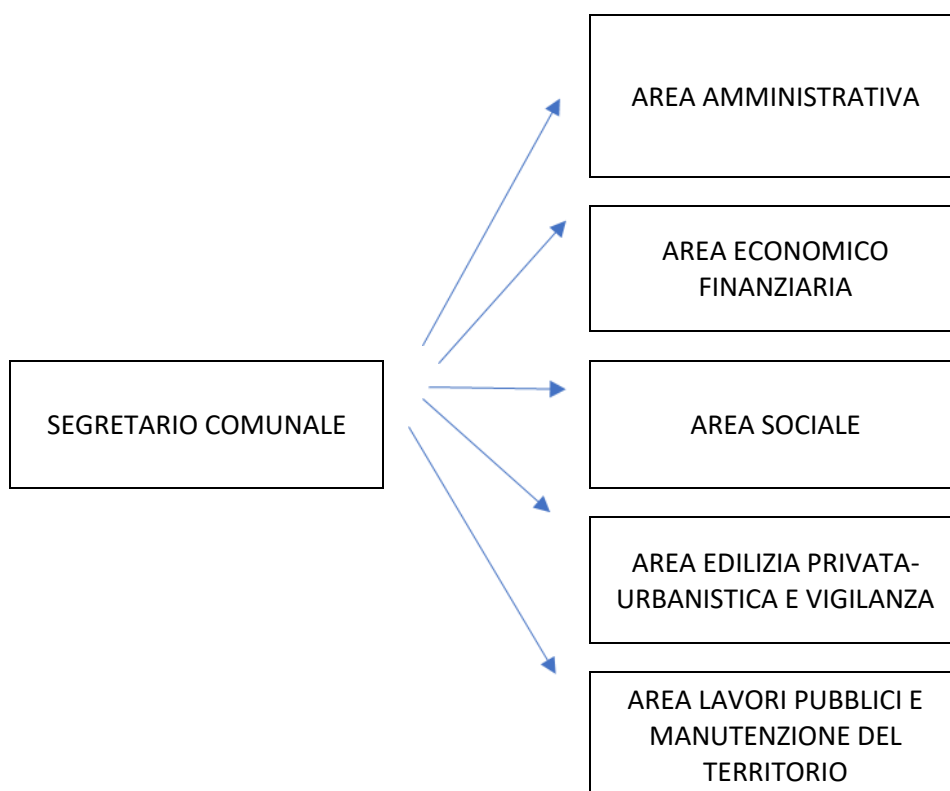 AREA AMMINISTRATIVA
AREA ECONOMICO
FINANZIARIA
SEGRETARIO COMUNALE
AREA SOCIALE
AREA EDILIZIA PRIVATA-
URBANISTICA E VIGILANZA
AREA LAVORI PUBBLICI E
MANUTENZIONE DEL
TERRITORIO